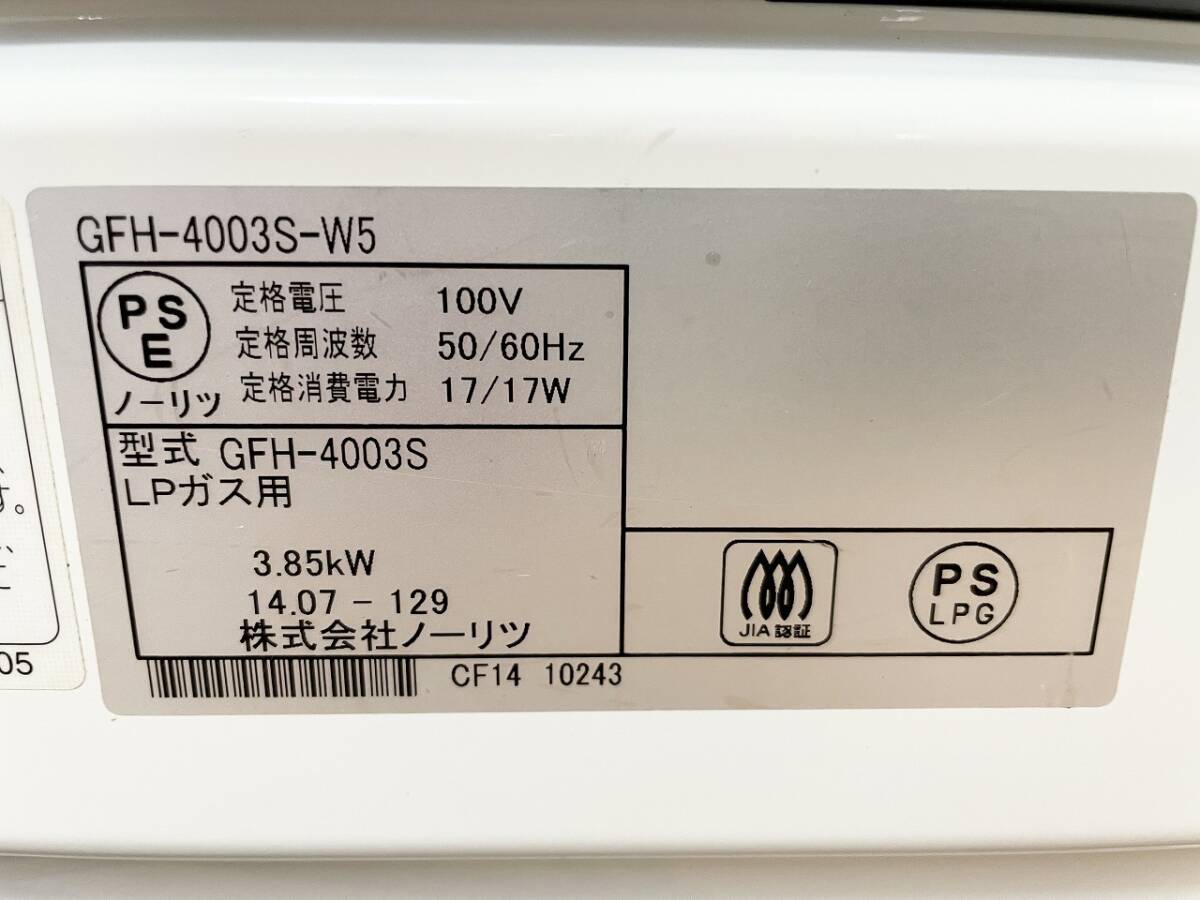 GFH-4003S-W5
PS
E
ノーリツ
定格電圧 100V
定格周波数 50/60Hz
定格消費電力 17/17W
型式 GFH-4003S
LPガス用
3.85kW
14.07-129
株式会社ノーリツ
CF14 10243
JIA 認証
PS
LPG
す。
05